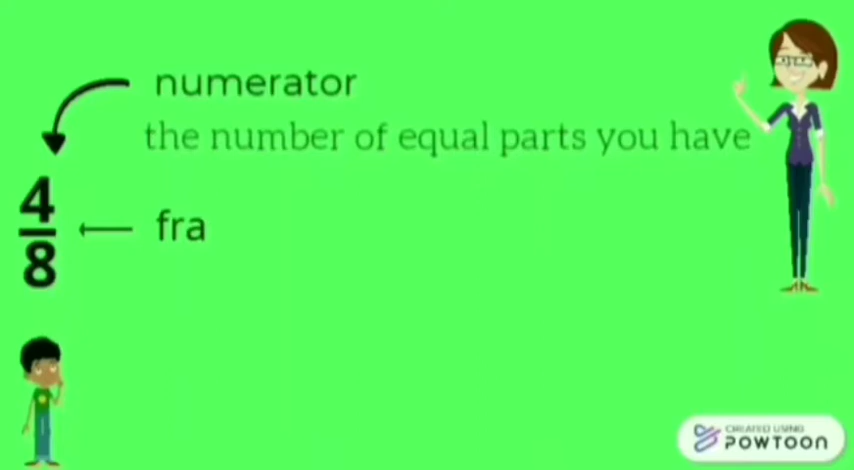 numerator
the number of equal parts you have
4
8
fra
CREATED USING
POWTOON